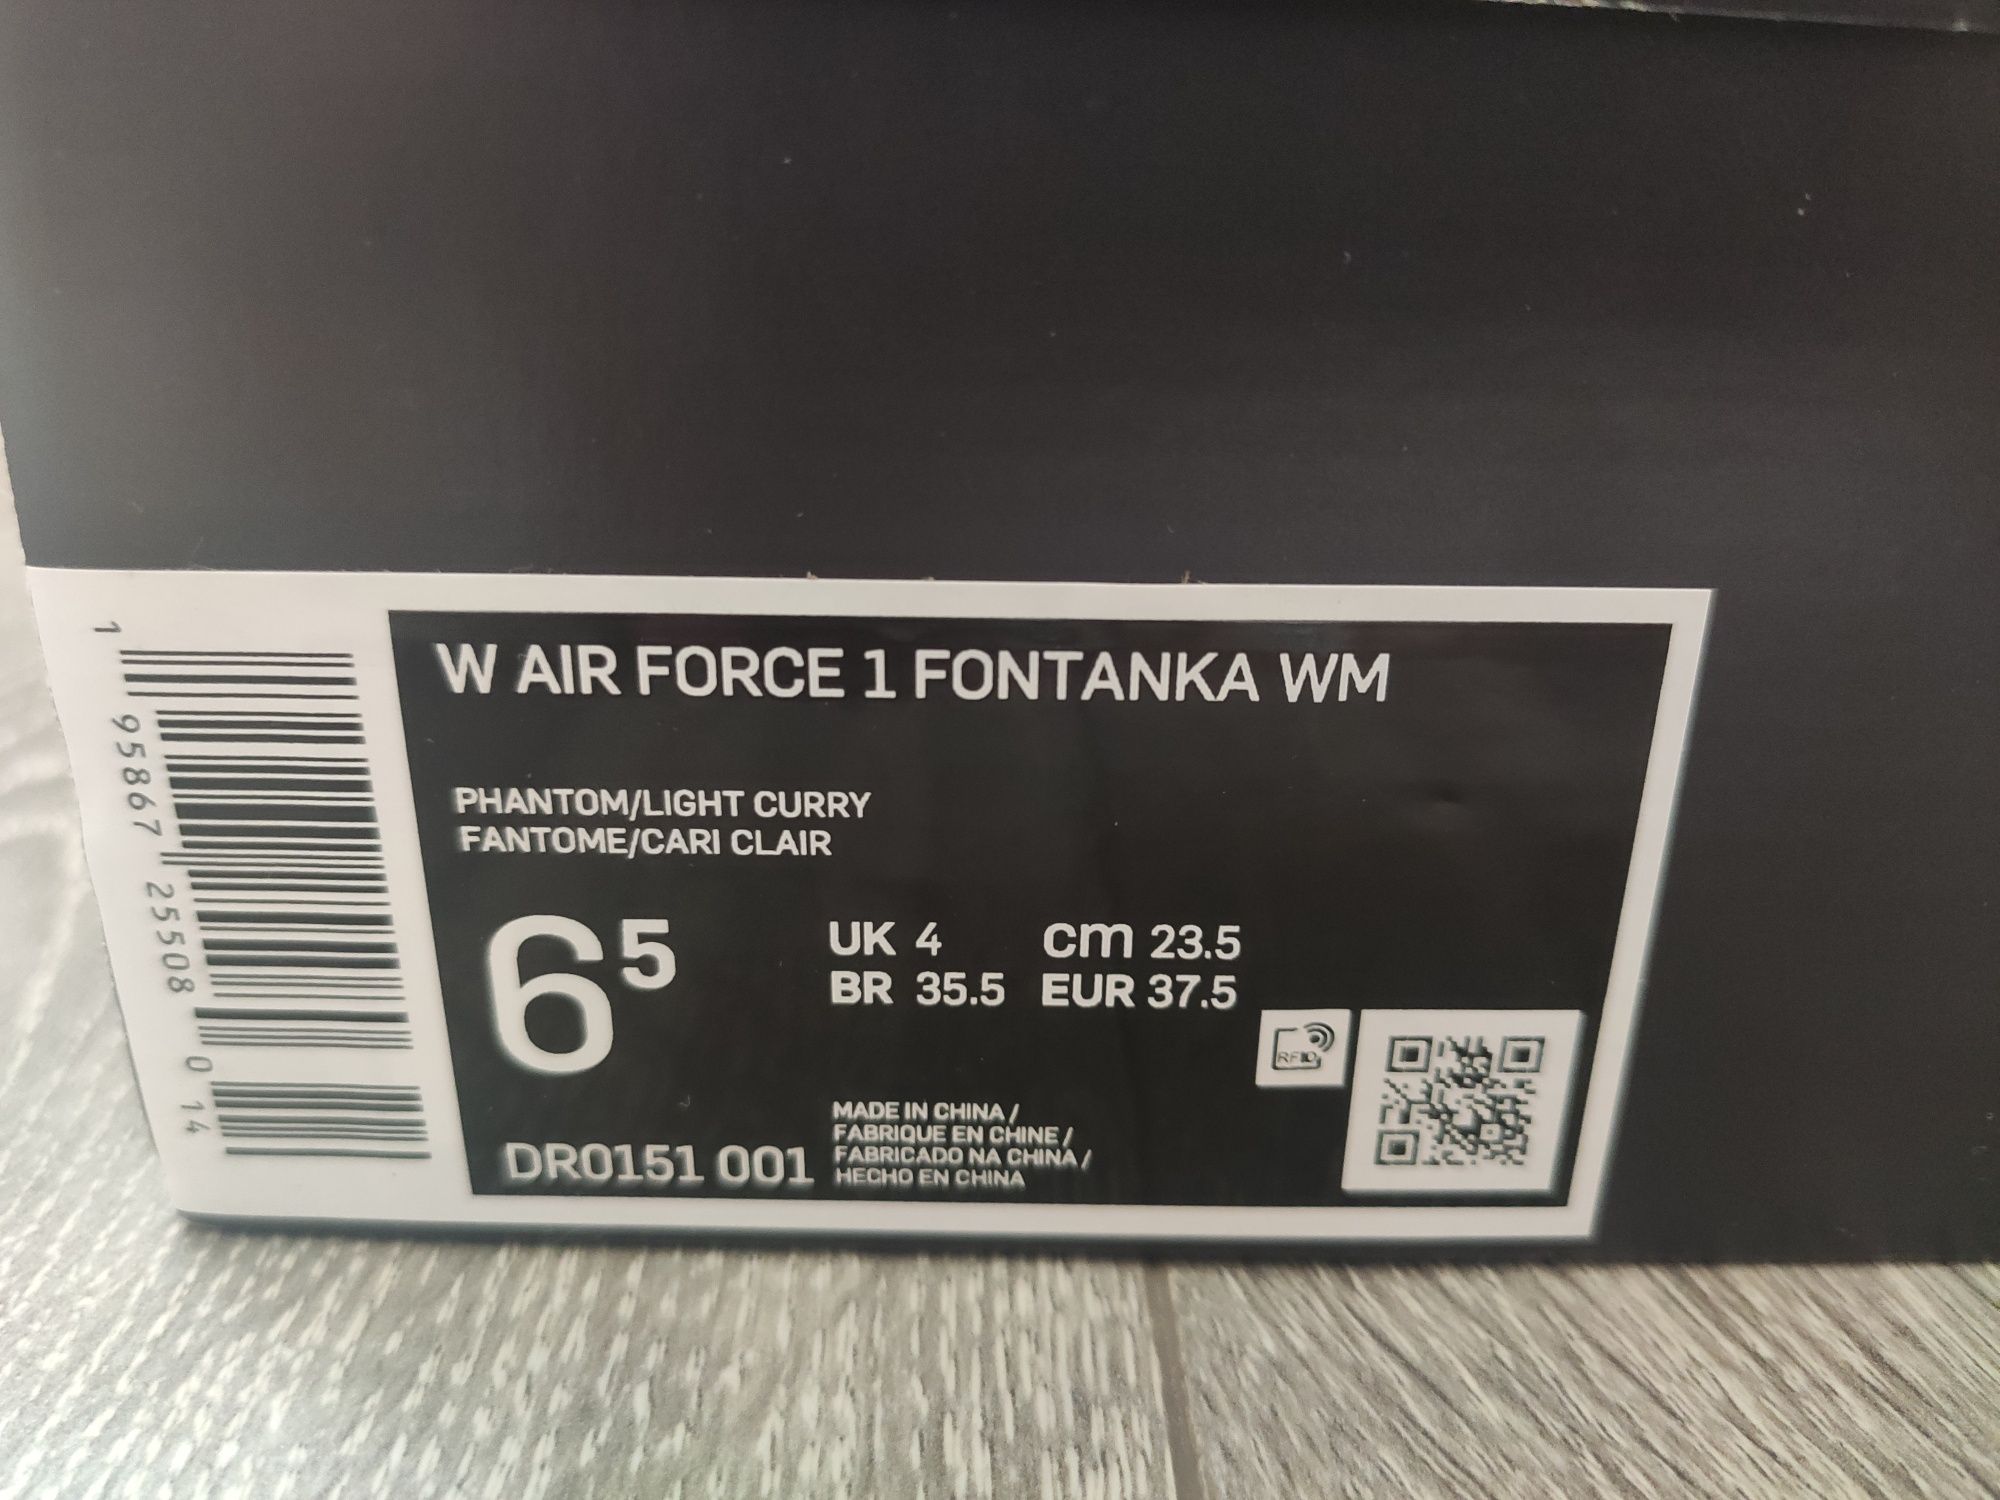 W AIR FORCE 1 FONTANKA WM
PHANTOM/LIGHT CURRY
FANTOME/CARI CLAIR
6 5
UK 4 cm 23.5
BR 35.5 EUR 37.5
RFID
DR0151 001
MADE IN CHINA /
FABRIQUE EN CHINE /
FABRICADO NA CHINA /
HECHO EN CHINA
1 95867 25508 0 14